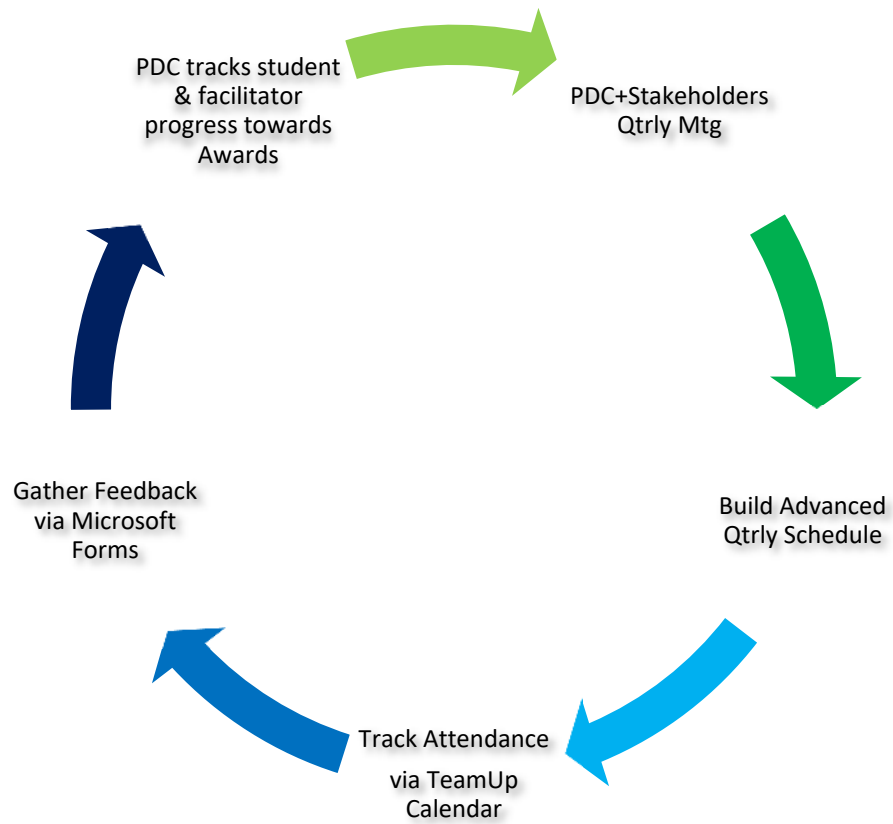 PDC tracks student
& facilitator
progress towards
Awards
PDC+Stakeholders
Qtrly Mtg
Build Advanced
Qtrly Schedule
Track Attendance
via TeamUp
Calendar
Gather Feedback
via Microsoft
Forms